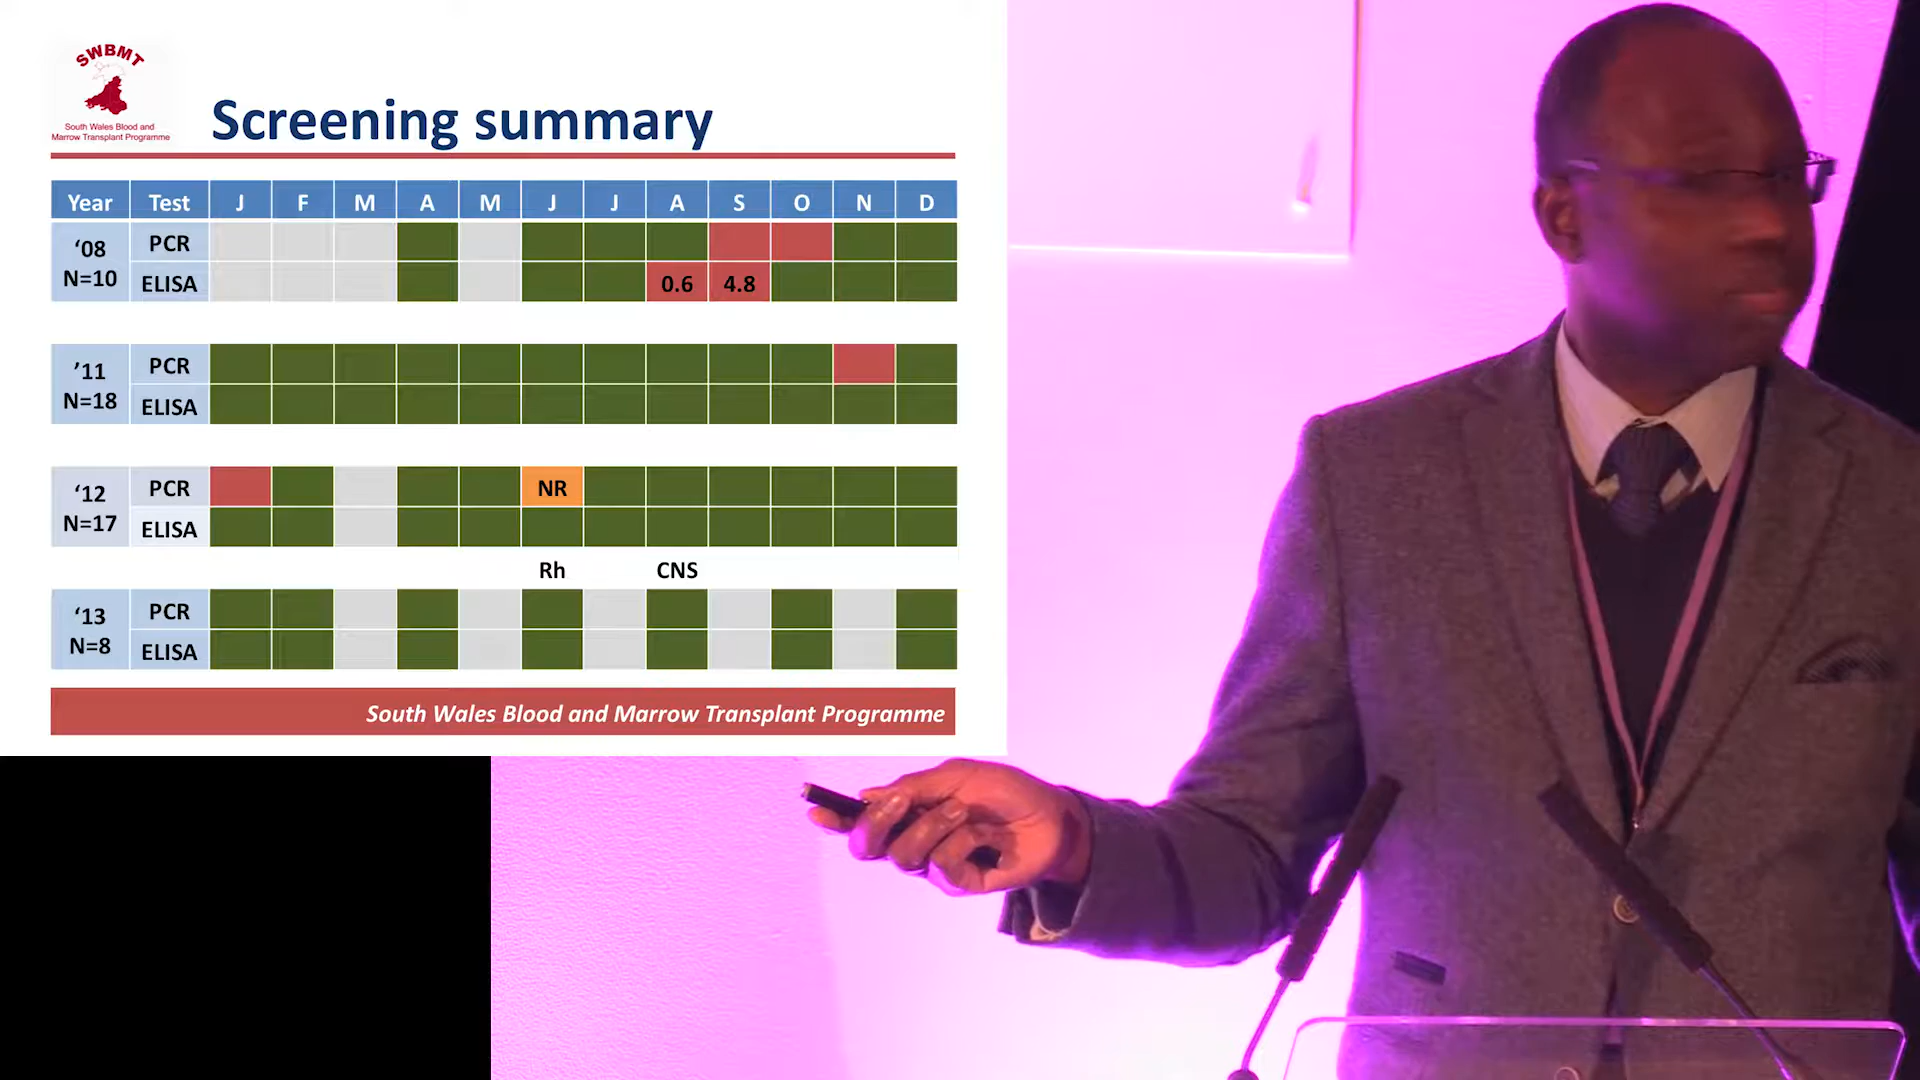 SWBMT
South Wales Blood and
Marrow Transplant Programme
Screening summary
Year Test J F M A M J J A S O N D
‘08 N=10 PCR
ELISA 0.6 4.8
’11 N=18 PCR
ELISA
‘12 N=17 PCR NR
ELISA
Rh CNS
‘13 N=8 PCR
ELISA
South Wales Blood and Marrow Transplant Programme